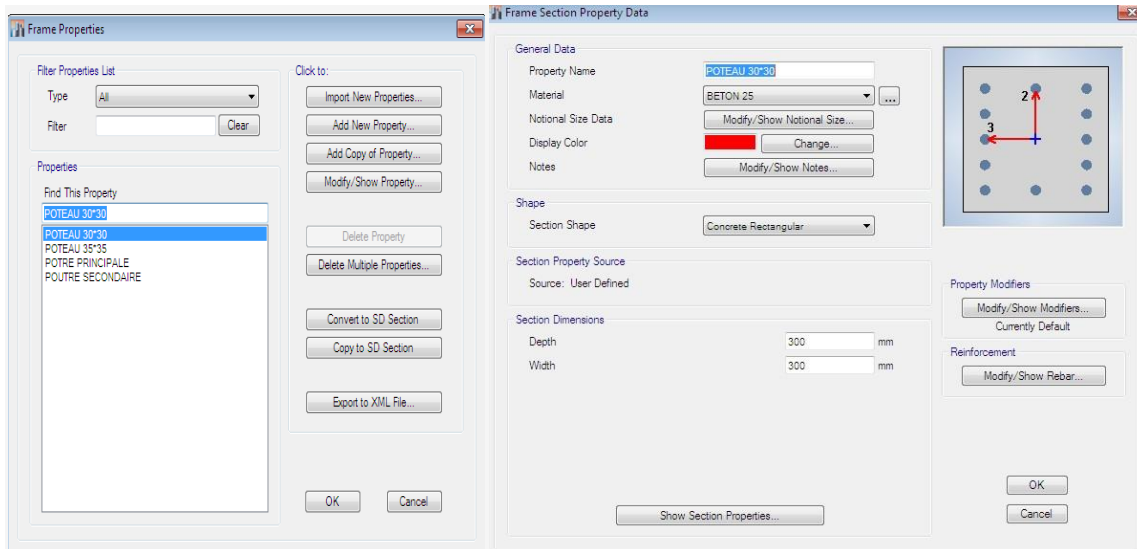 Frame Properties
Filter Properties List
Type All
Filter Clear
Properties
Find This Property
POTEAU 30*30
POTEAU 30*30
POTEAU 35*35
POTRE PRINCIPALE
POUTRE SECONDAIRE
Click to:
Import New Properties...
Add New Property...
Add Copy of Property...
Modify/Show Property...
Delete Property
Delete Multiple Properties...
Convert to SD Section
Copy to SD Section
Export to XML File...
OK Cancel
Frame Section Property Data
General Data
Property Name POTEAU 30*30
Material BETON 25 ...
Notional Size Data Modify/Show Notional Size...
Display Color Change...
Notes Modify/Show Notes...
Shape
Section Shape Concrete Rectangular
Section Property Source
Source: User Defined
Section Dimensions
Depth 300 mm
Width 300 mm
Show Section Properties...
2
3
Property Modifiers
Modify/Show Modifiers...
Currently Default
Reinforcement
Modify/Show Rebar...
OK
Cancel